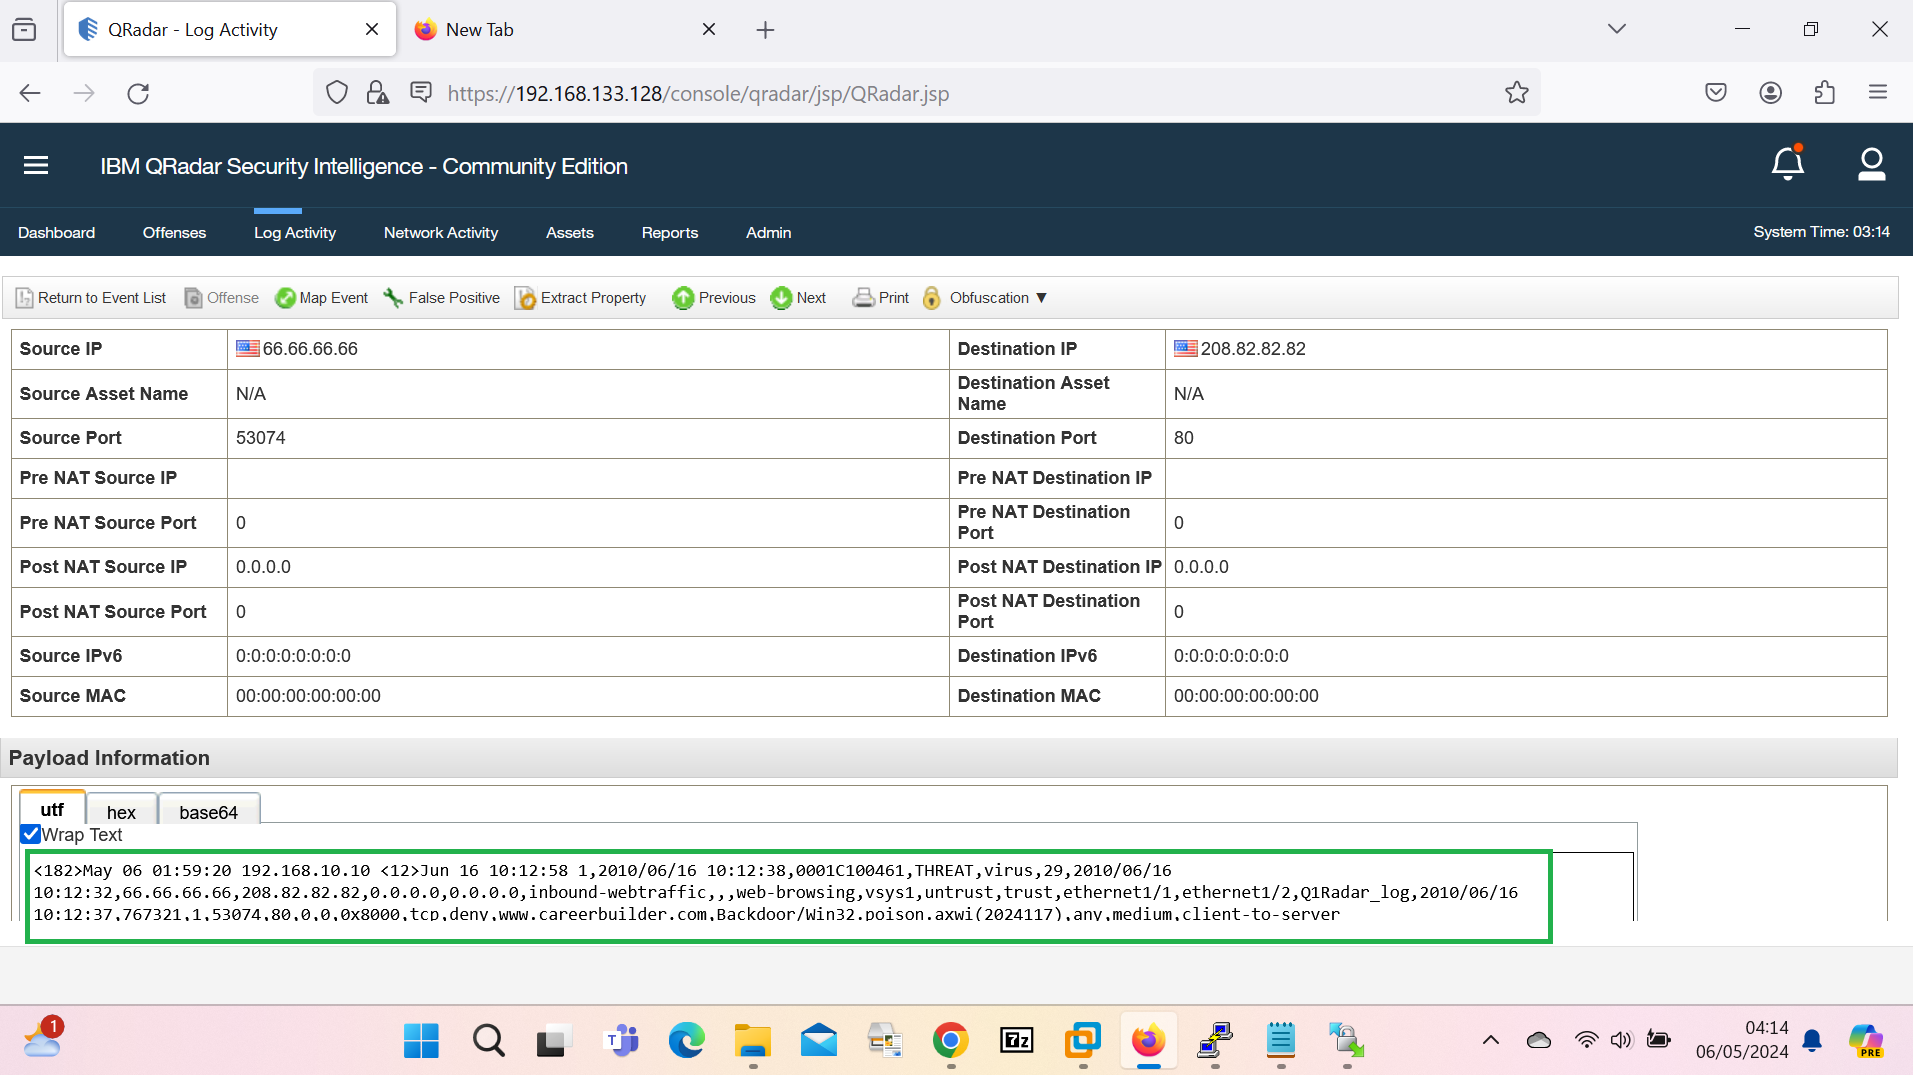 QRadar - Log Activity
New Tab
https://192.168.133.128/console/qradar/jsp/QRadar.jsp
IBM QRadar Security Intelligence - Community Edition
Dashboard Offenses Log Activity Network Activity Assets Reports Admin System Time: 03:14
Return to Event List Offense Map Event False Positive Extract Property Previous Next Print Obfuscation ▼
Source IP 66.66.66.66 Destination IP 208.82.82.82
Source Asset Name N/A Destination Asset Name N/A
Source Port 53074 Destination Port 80
Pre NAT Source IP Pre NAT Destination IP
Pre NAT Source Port 0 Pre NAT Destination Port 0
Post NAT Source IP 0.0.0.0 Post NAT Destination IP 0.0.0.0
Post NAT Source Port 0 Post NAT Destination Port 0
Source IPv6 0:0:0:0:0:0:0:0 Destination IPv6 0:0:0:0:0:0:0:0
Source MAC 00:00:00:00:00:00 Destination MAC 00:00:00:00:00:00
Payload Information
utf hex base64
Wrap Text
<182>May 06 01:59:20 192.168.10.10 <12>Jun 16 10:12:58 1,2010/06/16 10:12:38,0001C100461,THREAT,virus,29,2010/06/16
10:12:32,66.66.66.66,208.82.82.82,0.0.0.0,0.0.0.0,inbound-webtraffic,,,web-browsing,vsys1,untrust,trust,ethernet1/1,ethernet1/2,Q1Radar_log,2010/06/16
10:12:37,767321,1,53074,80,0,0,0x8000,tcp,deny,www.careerbuilder.com,Backdoor/Win32.poison.axwi(2024117),any,medium,client-to-server
1
T
7z
04:14
06/05/2024
PRE